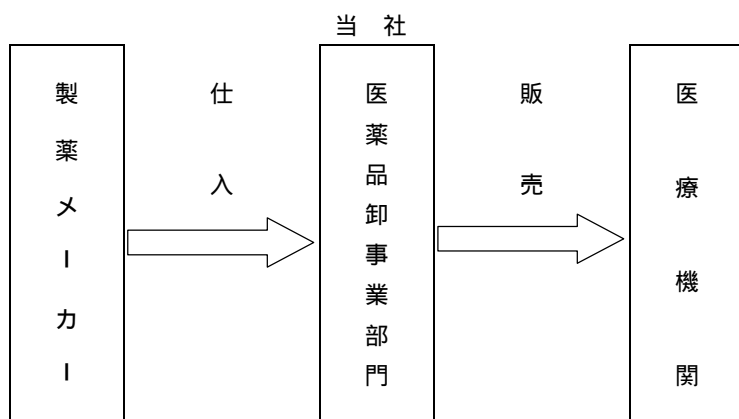 当 社
製薬メーカー
仕入
医薬品卸事業部門
販売
医療機関